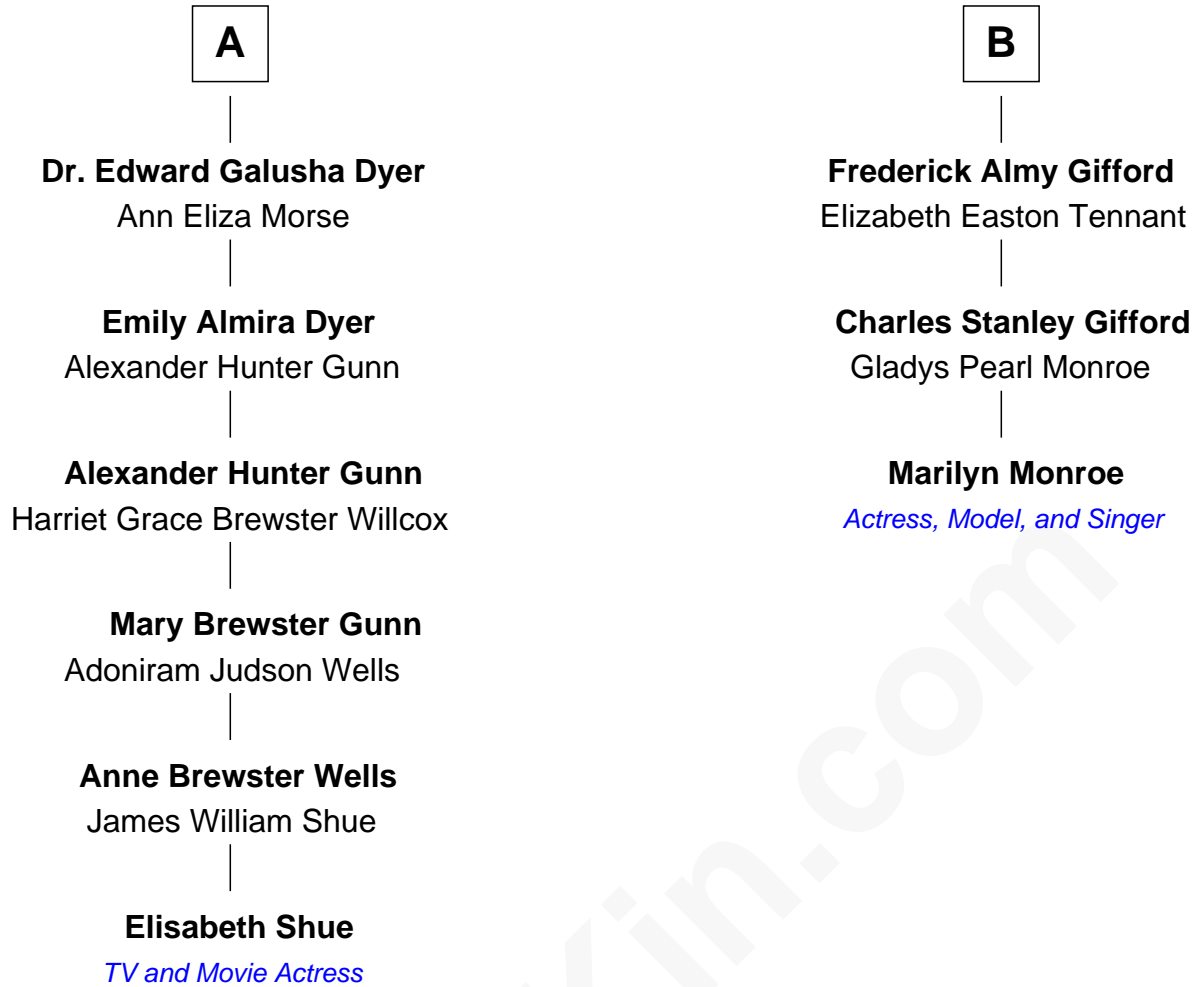 A
Dr. Edward Galusha Dyer
Ann Eliza Morse
Emily Almira Dyer
Alexander Hunter Gunn
Alexander Hunter Gunn
Harriet Grace Brewster Willcox
Mary Brewster Gunn
Adoniram Judson Wells
Anne Brewster Wells
James William Shue
Elisabeth Shue
TV and Movie Actress
B
Frederick Almy Gifford
Elizabeth Easton Tennant
Charles Stanley Gifford
Gladys Pearl Monroe
Marilyn Monroe
Actress, Model, and Singer